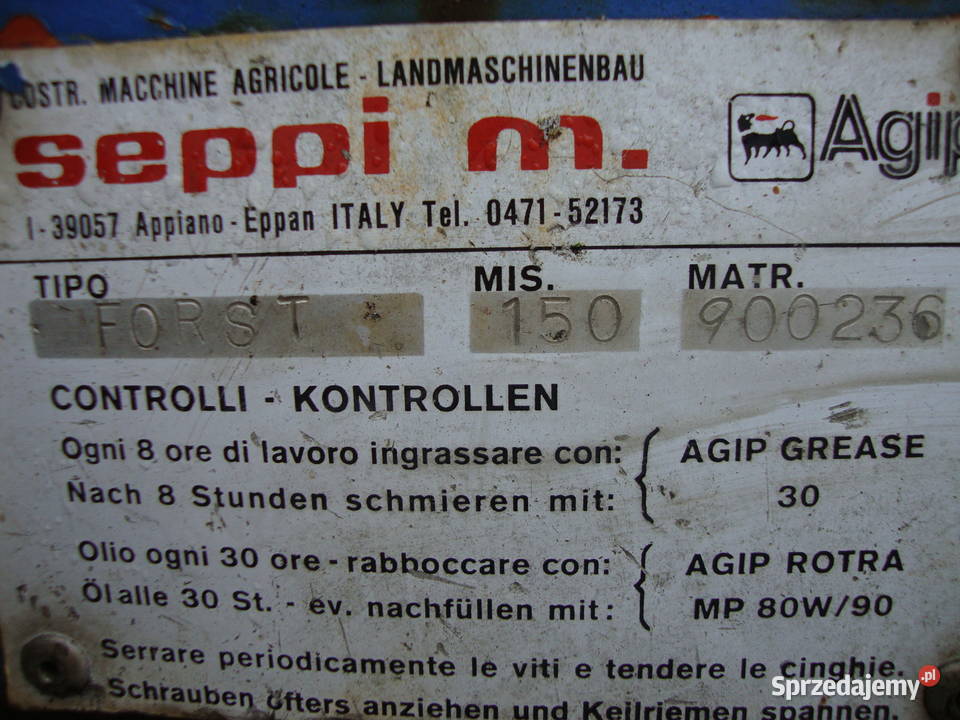 COSTR. MACCHINE AGRICOLE - LANDMASCHINENBAU
seppi m.
Agip
I-39057 Appiano - Eppan ITALY Tel. 0471-52173
TIPO MIS. MATR.
FORST 150 900236
CONTROLLI - KONTROLLEN
Ogni 8 ore di lavoro ingrassare con: AGIP GREASE
Nach 8 Stunden schmieren mit: 30
Olio ogni 30 ore - rabboccare con: AGIP ROTRA
Öl alle 30 St. - ev. nachfüllen mit: MP 80W/90
Serrare periodicamente le viti e tendere le cinghie.
Schrauben öfters anziehen und Keilriemen spannen.
Sprzedajemy.pl